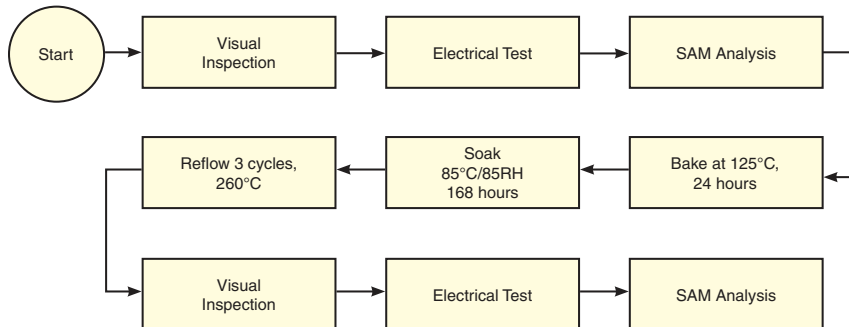 Start
Visual
Inspection
Electrical Test
SAM Analysis
Reflow 3 cycles,
260°C
Soak
85°C/85RH
168 hours
Bake at 125°C,
24 hours
Visual
Inspection
Electrical Test
SAM Analysis